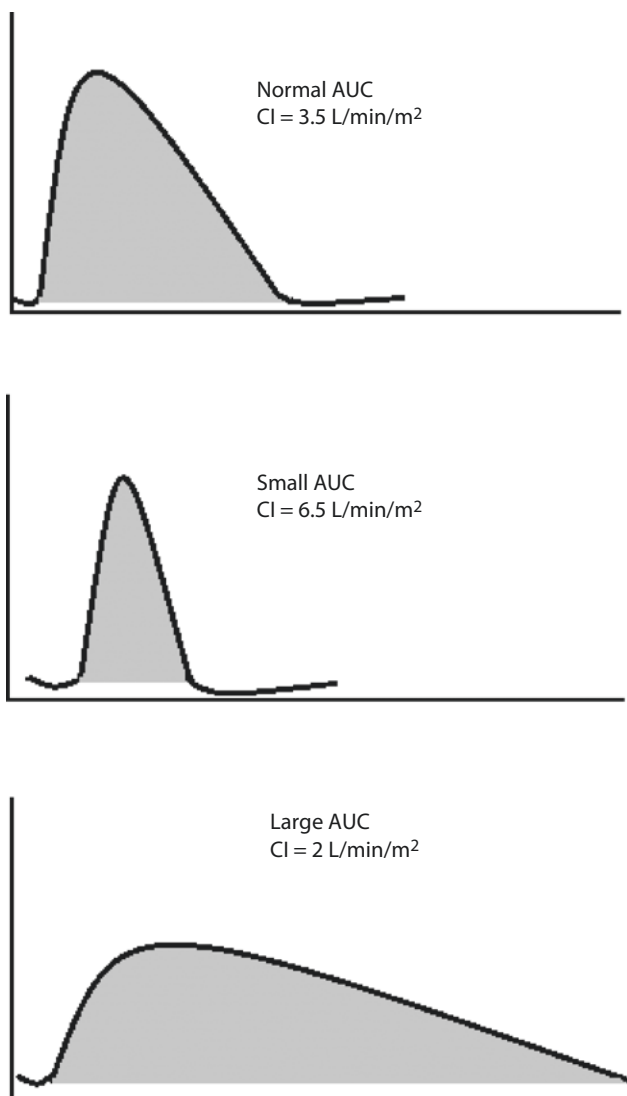 Normal AUC
CI = 3.5 L/min/m²
Small AUC
CI = 6.5 L/min/m²
Large AUC
CI = 2 L/min/m²